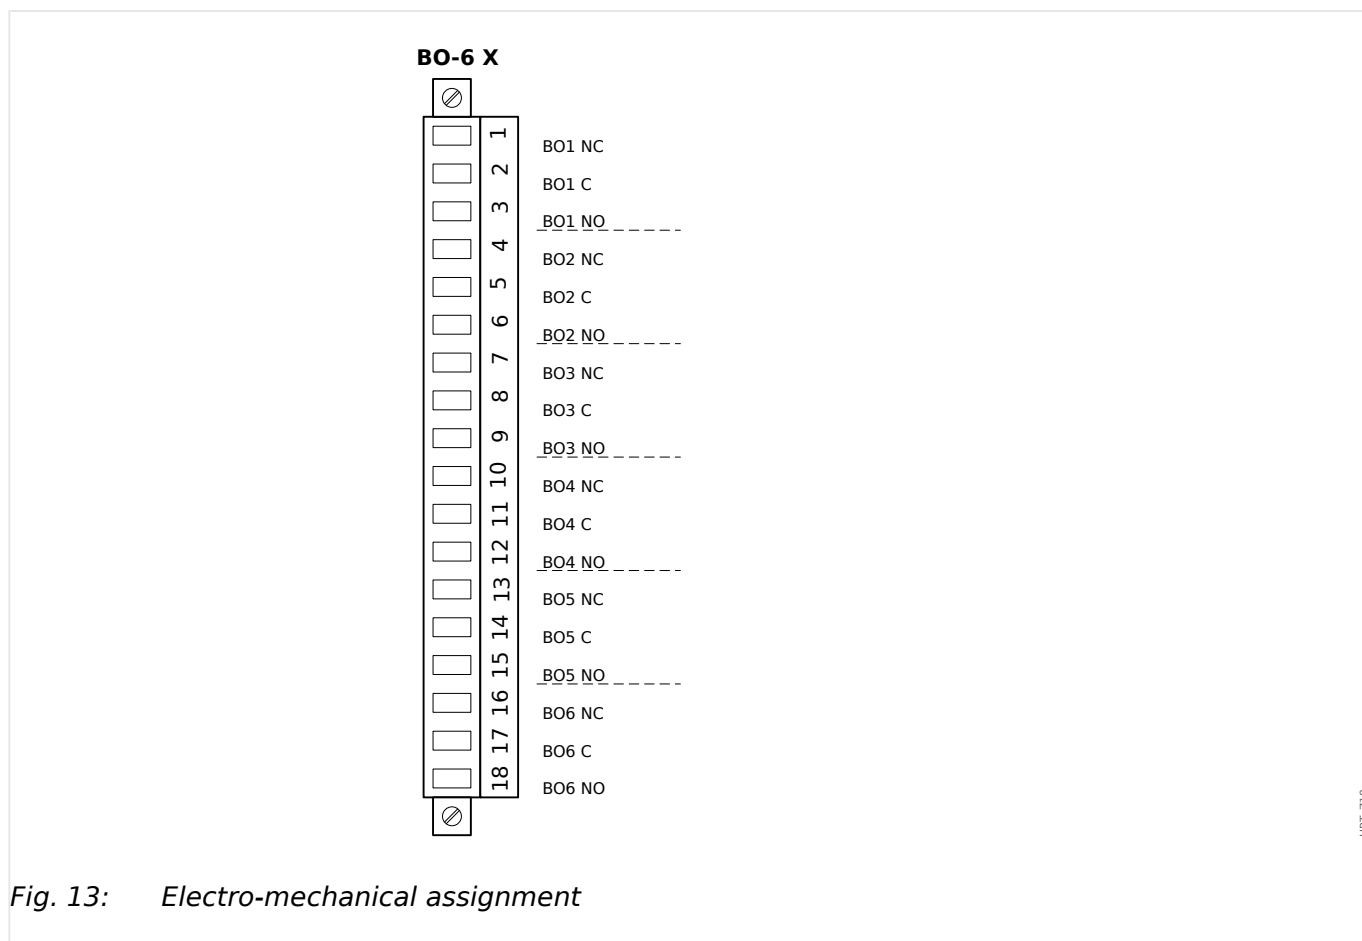 BO-6 X
1 BO1 NC
2 BO1 C
3 BO1 NO
4 BO2 NC
5 BO2 C
6 BO2 NO
7 BO3 NC
8 BO3 C
9 BO3 NO
10 BO4 NC
11 BO4 C
12 BO4 NO
13 BO5 NC
14 BO5 C
15 BO5 NO
16 BO6 NC
17 BO6 C
18 BO6 NO
Fig. 13: Electro-mechanical assignment